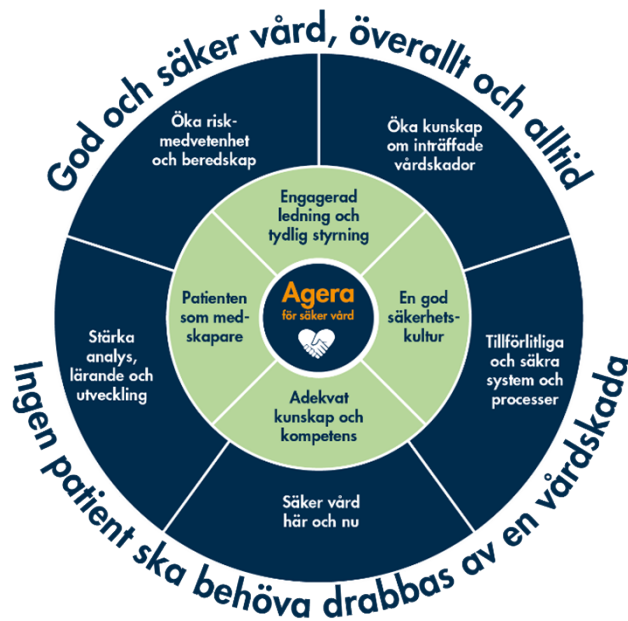 God och säker vård, överallt och alltid
Öka risk-
medvetenhet
och beredskap
Öka kunskap
om inträffade
vårdskador
Engagerad
ledning och
tydlig styrning
Patienten
som med-
skapare
Agera
för säker vård
En god
säkerhets-
kultur
Stärka
analys,
lärande och
utveckling
Tillförlitliga
och säkra
system och
processer
Adekvat
kunskap och
kompetens
Säker vård
här och nu
Ingen patient ska behöva drabbas av en vårdskada